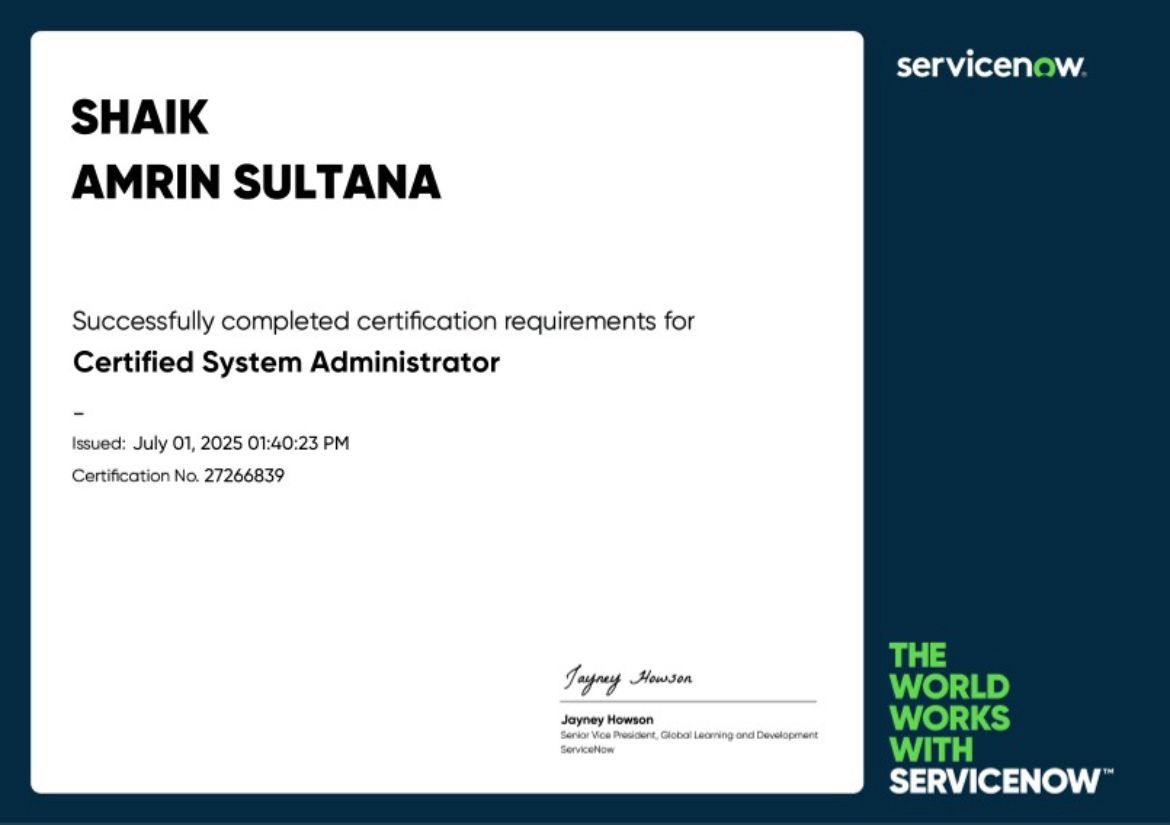 SHAIK
AMRIN SULTANA
Successfully completed certification requirements for
Certified System Administrator
–
Issued: July 01, 2025 01:40:23 PM
Certification No. 27266839
Jayney Howson
Jayney Howson
Senior Vice President, Global Learning and Development
ServiceNow
servicenow®
THE
WORLD
WORKS
WITH
SERVICENOW™